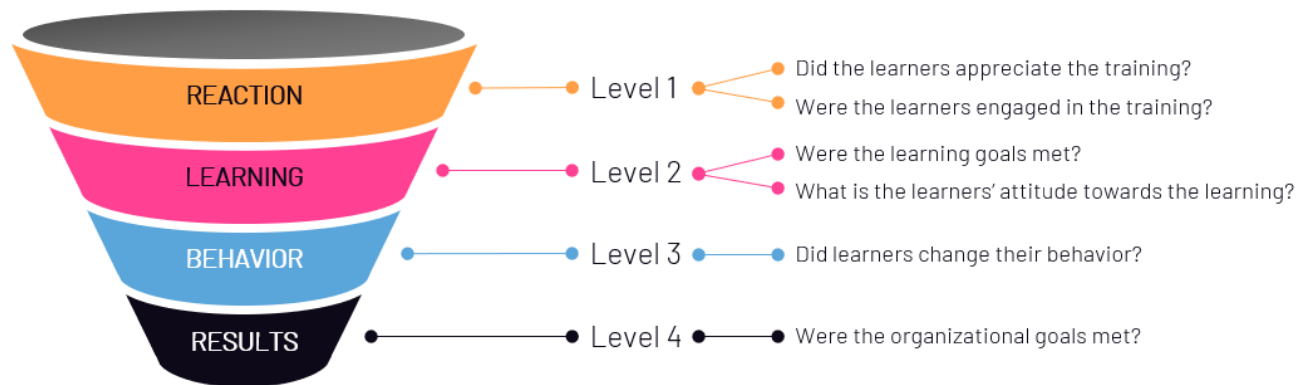 REACTION
Level 1
Did the learners appreciate the training?
Were the learners engaged in the training?
LEARNING
Level 2
Were the learning goals met?
What is the learners’ attitude towards the learning?
BEHAVIOR
Level 3
Did learners change their behavior?
RESULTS
Level 4
Were the organizational goals met?